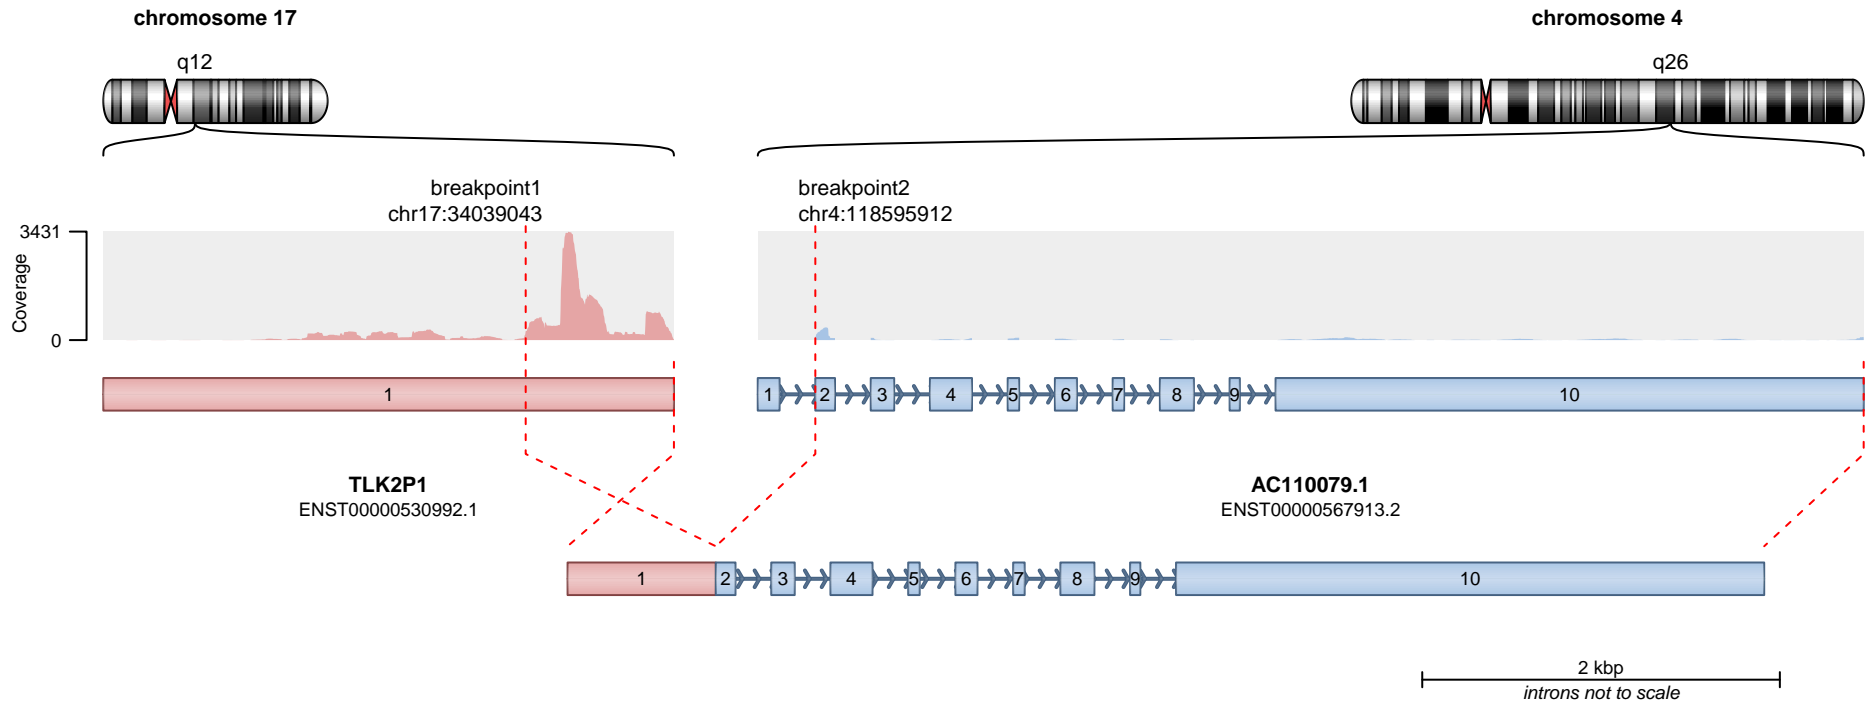 chromosome 17
chromosome 4
q12
q26
breakpoint1
chr17:34039043
breakpoint2
chr4:118595912
3431
Coverage
0
1
1 2 3 4 5 6 7 8 9 10
TLK2P1
ENST00000530992.1
AC110079.1
ENST00000567913.2
1 2 3 4 5 6 7 8 9 10
2 kbp
introns not to scale